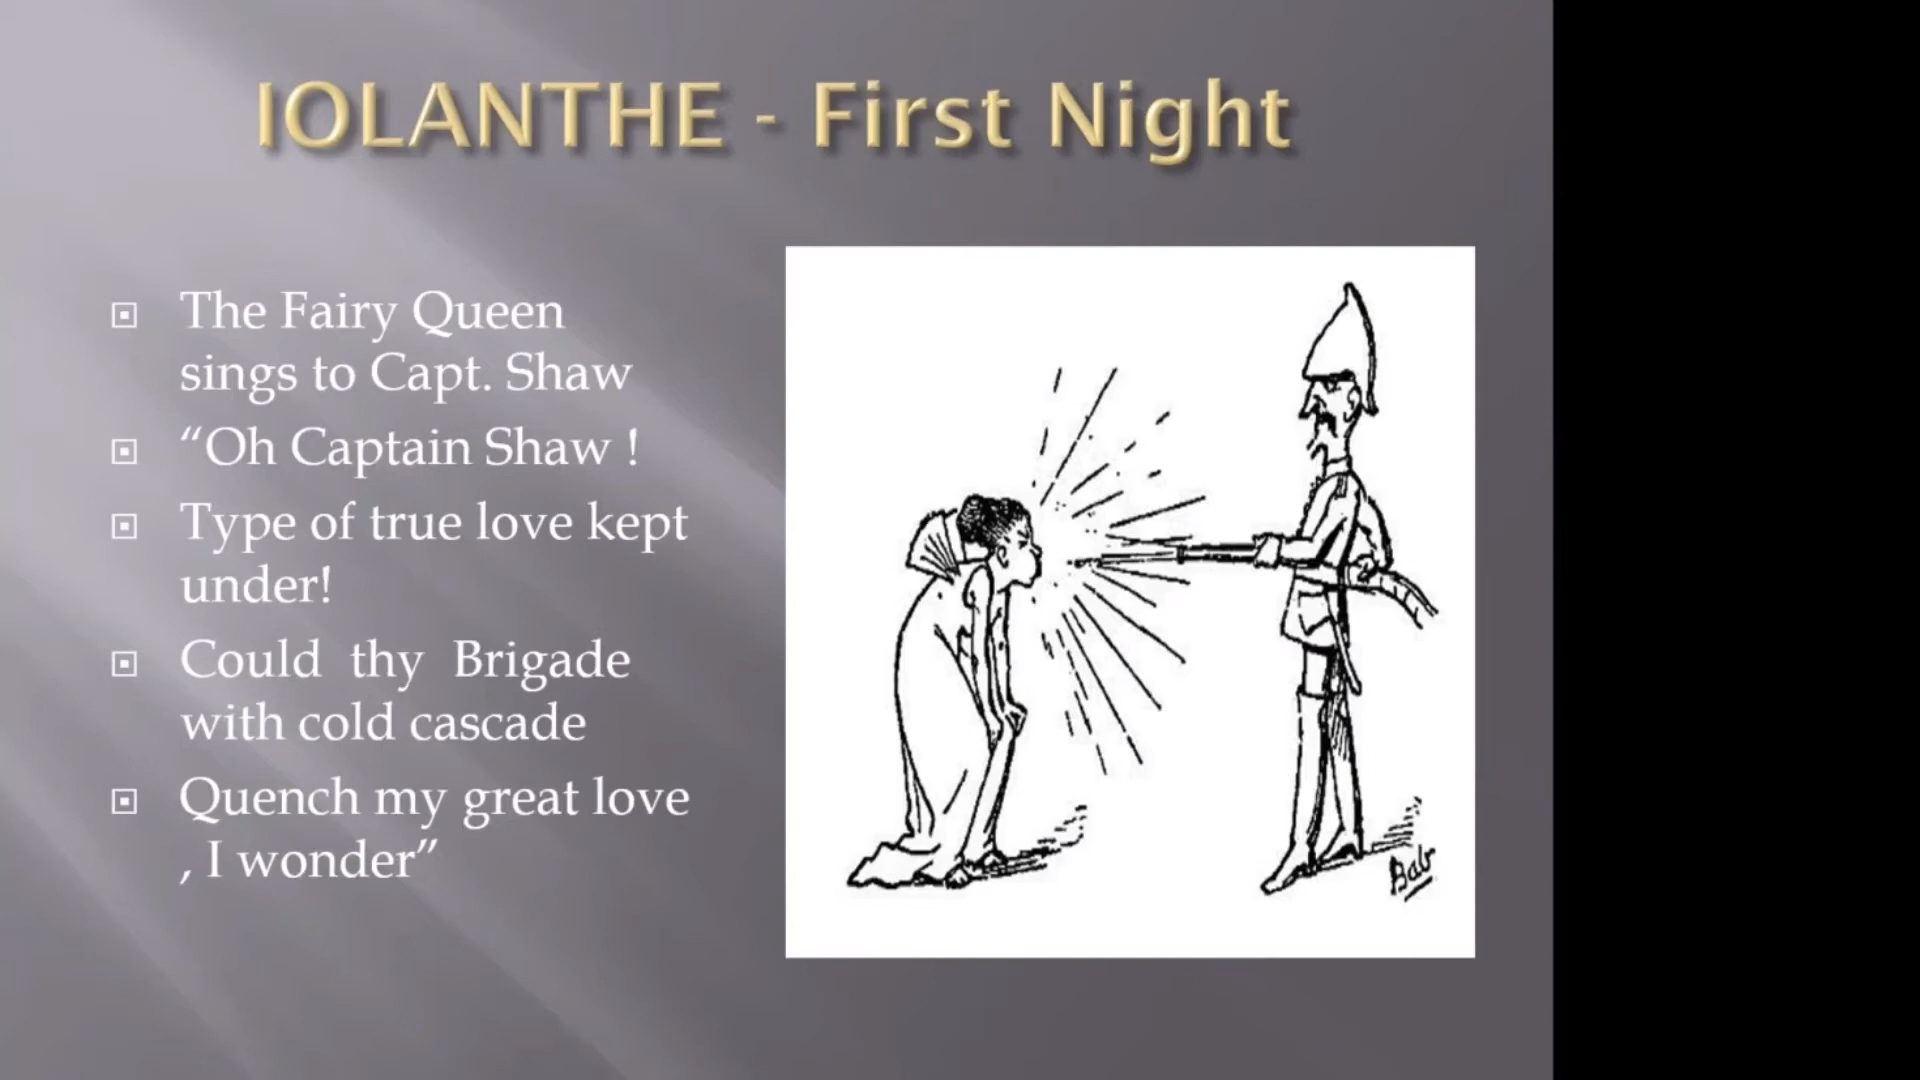 IOLANTHE - First Night
The Fairy Queen
sings to Capt. Shaw
“Oh Captain Shaw !
Type of true love kept
under!
Could thy Brigade
with cold cascade
Quench my great love
, I wonder”
Bab